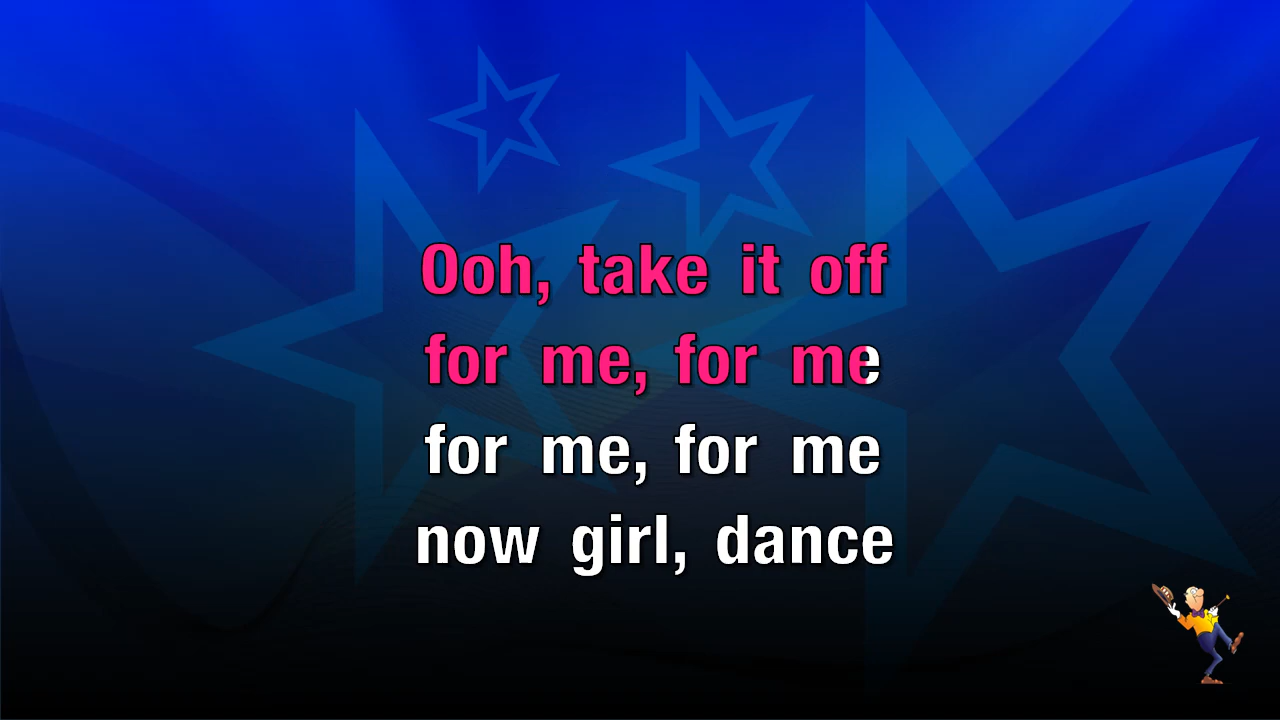 Ooh, take it off
for me, for me
for me, for me
now girl, dance